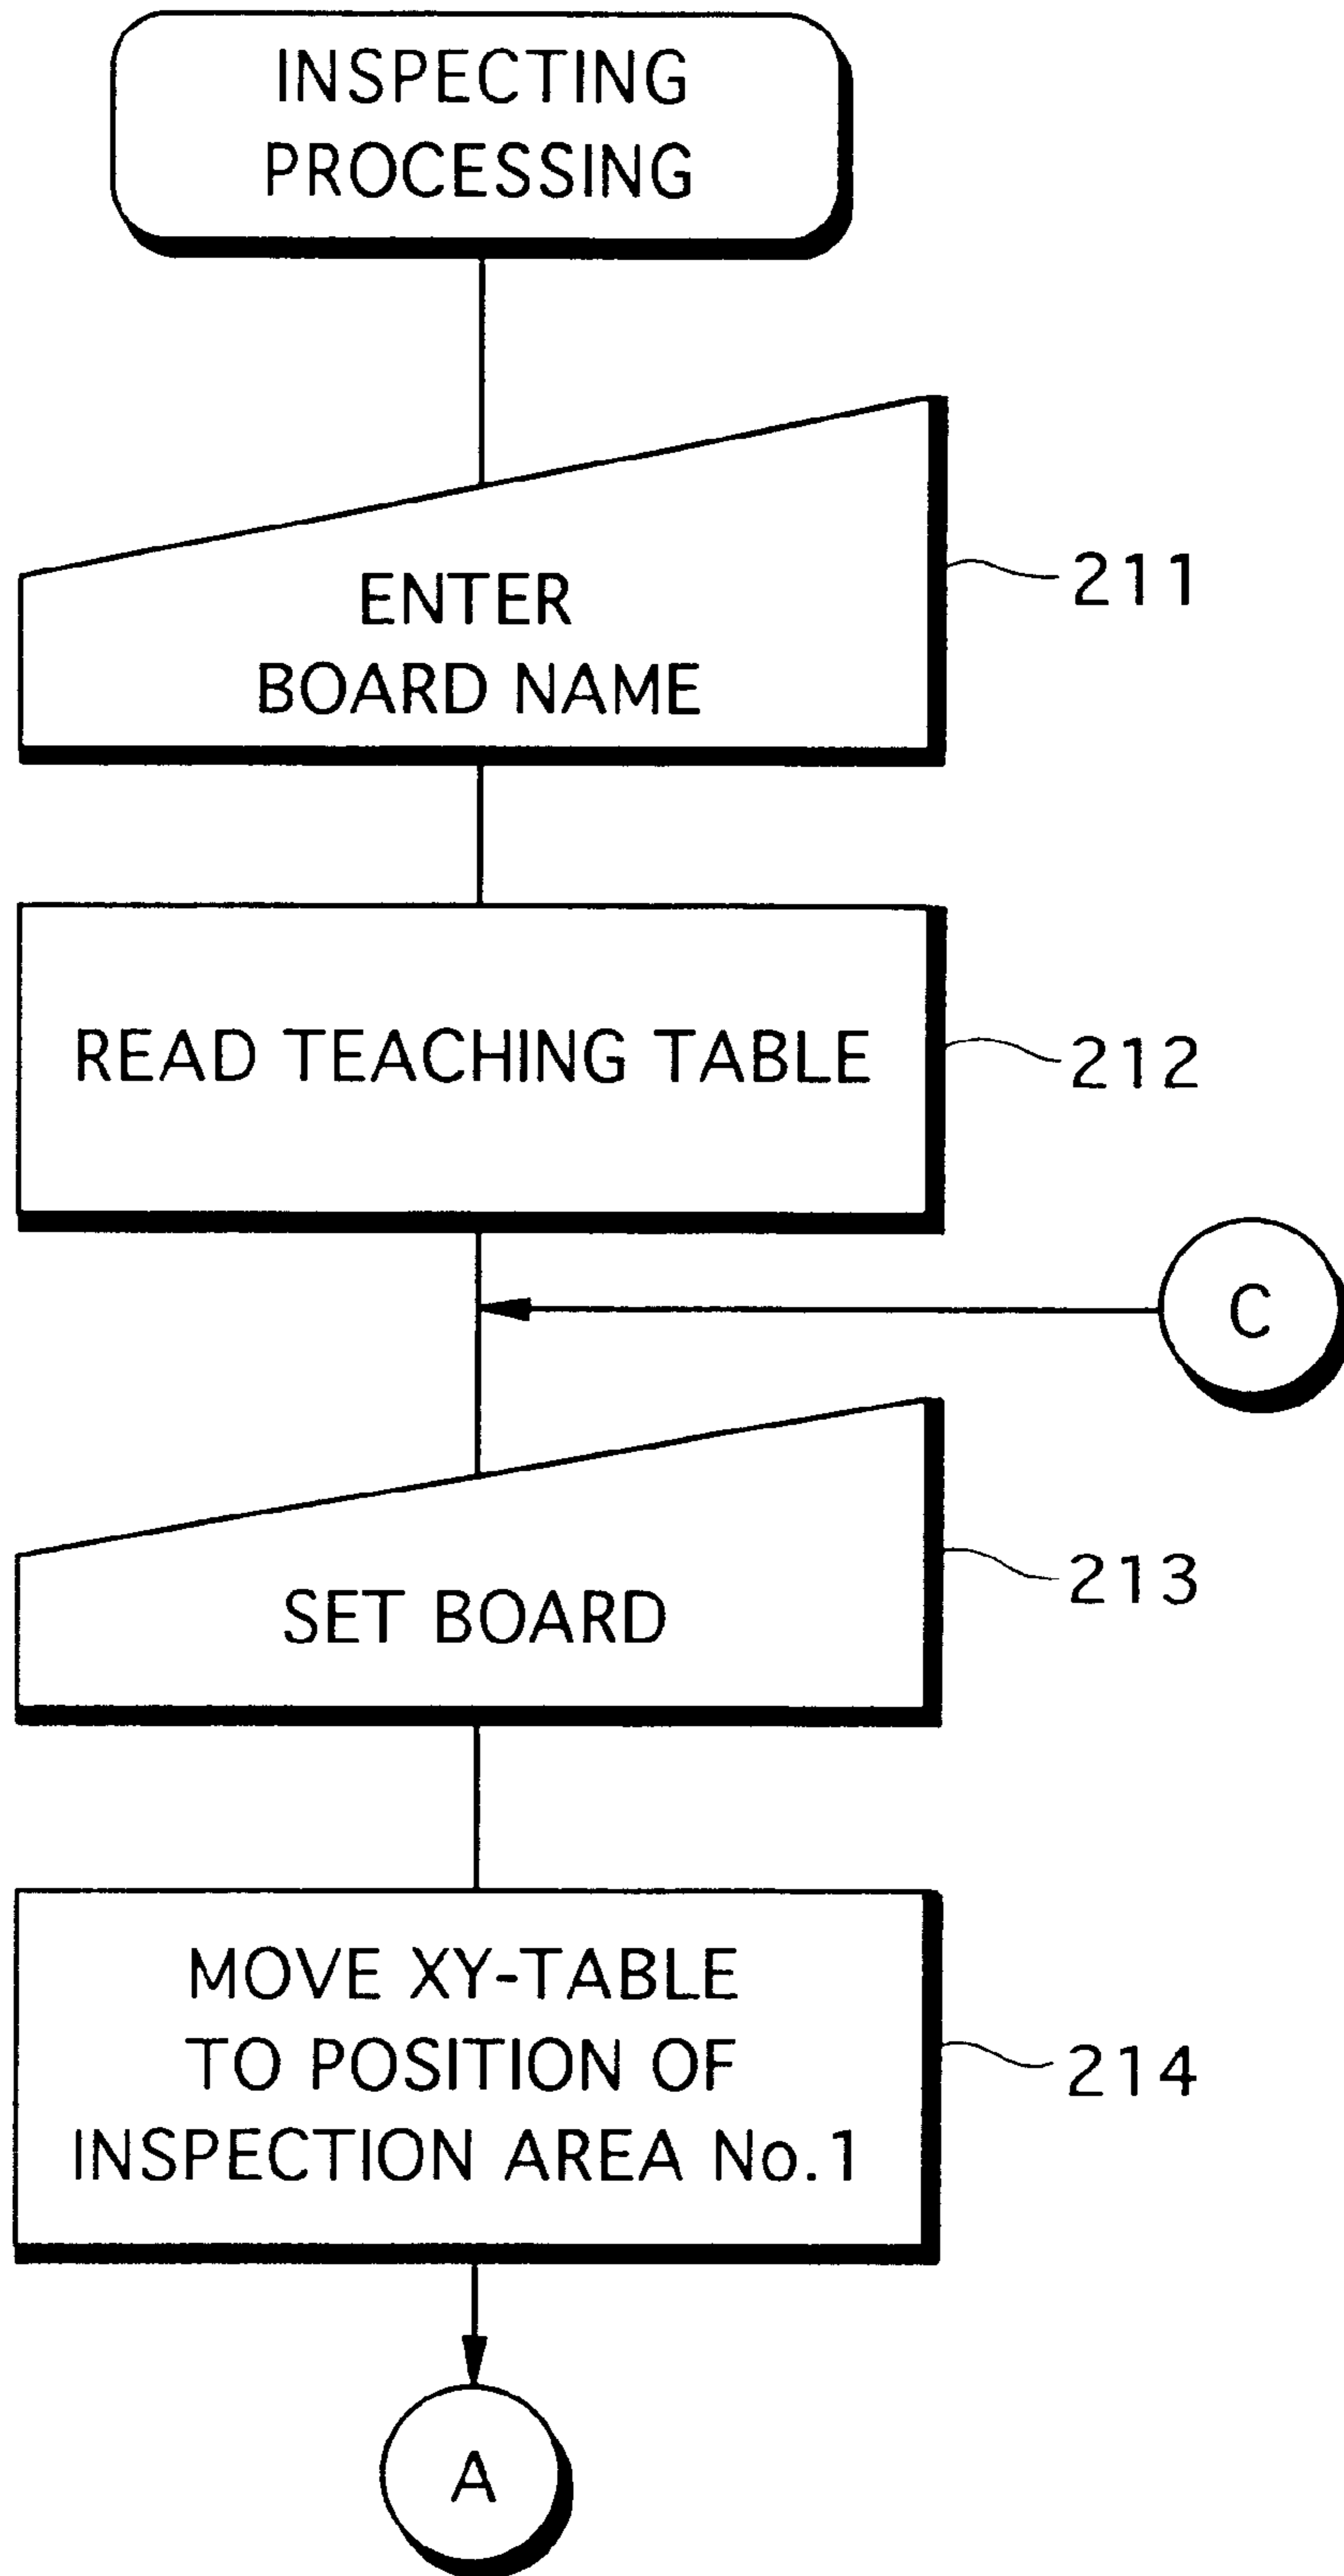 INSPECTING
PROCESSING
ENTER
BOARD NAME
211
READ TEACHING TABLE
212
C
SET BOARD
213
MOVE XY-TABLE
TO POSITION OF
INSPECTION AREA No.1
214
A